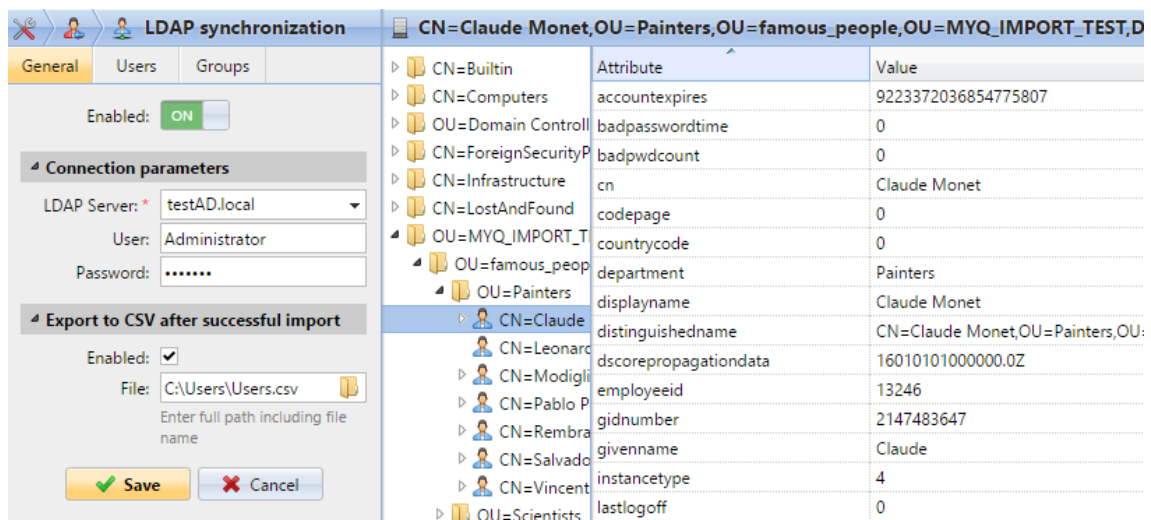 LDAP synchronization
General Users Groups
Enabled: ON
Connection parameters
LDAP Server: * testAD.local
User: Administrator
Password: •••••••
Export to CSV after successful import
Enabled:
File: C:\Users\Users.csv
Enter full path including file
name
Save Cancel
CN=Claude Monet,OU=Painters,OU=famous_people,OU=MYQ_IMPORT_TEST,D
CN=Builtin
CN=Computers
OU=Domain Controll
CN=ForeignSecurityP
CN=Infrastructure
CN=LostAndFound
OU=MYQ_IMPORT_T
OU=famous_peop
OU=Painters
CN=Claude
CN=Leonard
CN=Modigli
CN=Pablo P
CN=Rembra
CN=Salvado
CN=Vincent
OU=Scientists
Attribute Value
accountexpires 9223372036854775807
badpasswordtime 0
badpwdcount 0
cn Claude Monet
codepage 0
countrycode 0
department Painters
displayname Claude Monet
distinguishedname CN=Claude Monet,OU=Painters,OU=
dscorepropagationdata 16010101000000.0Z
employeeid 13246
gidnumber 2147483647
givenname Claude
instancetype 4
lastlogoff 0